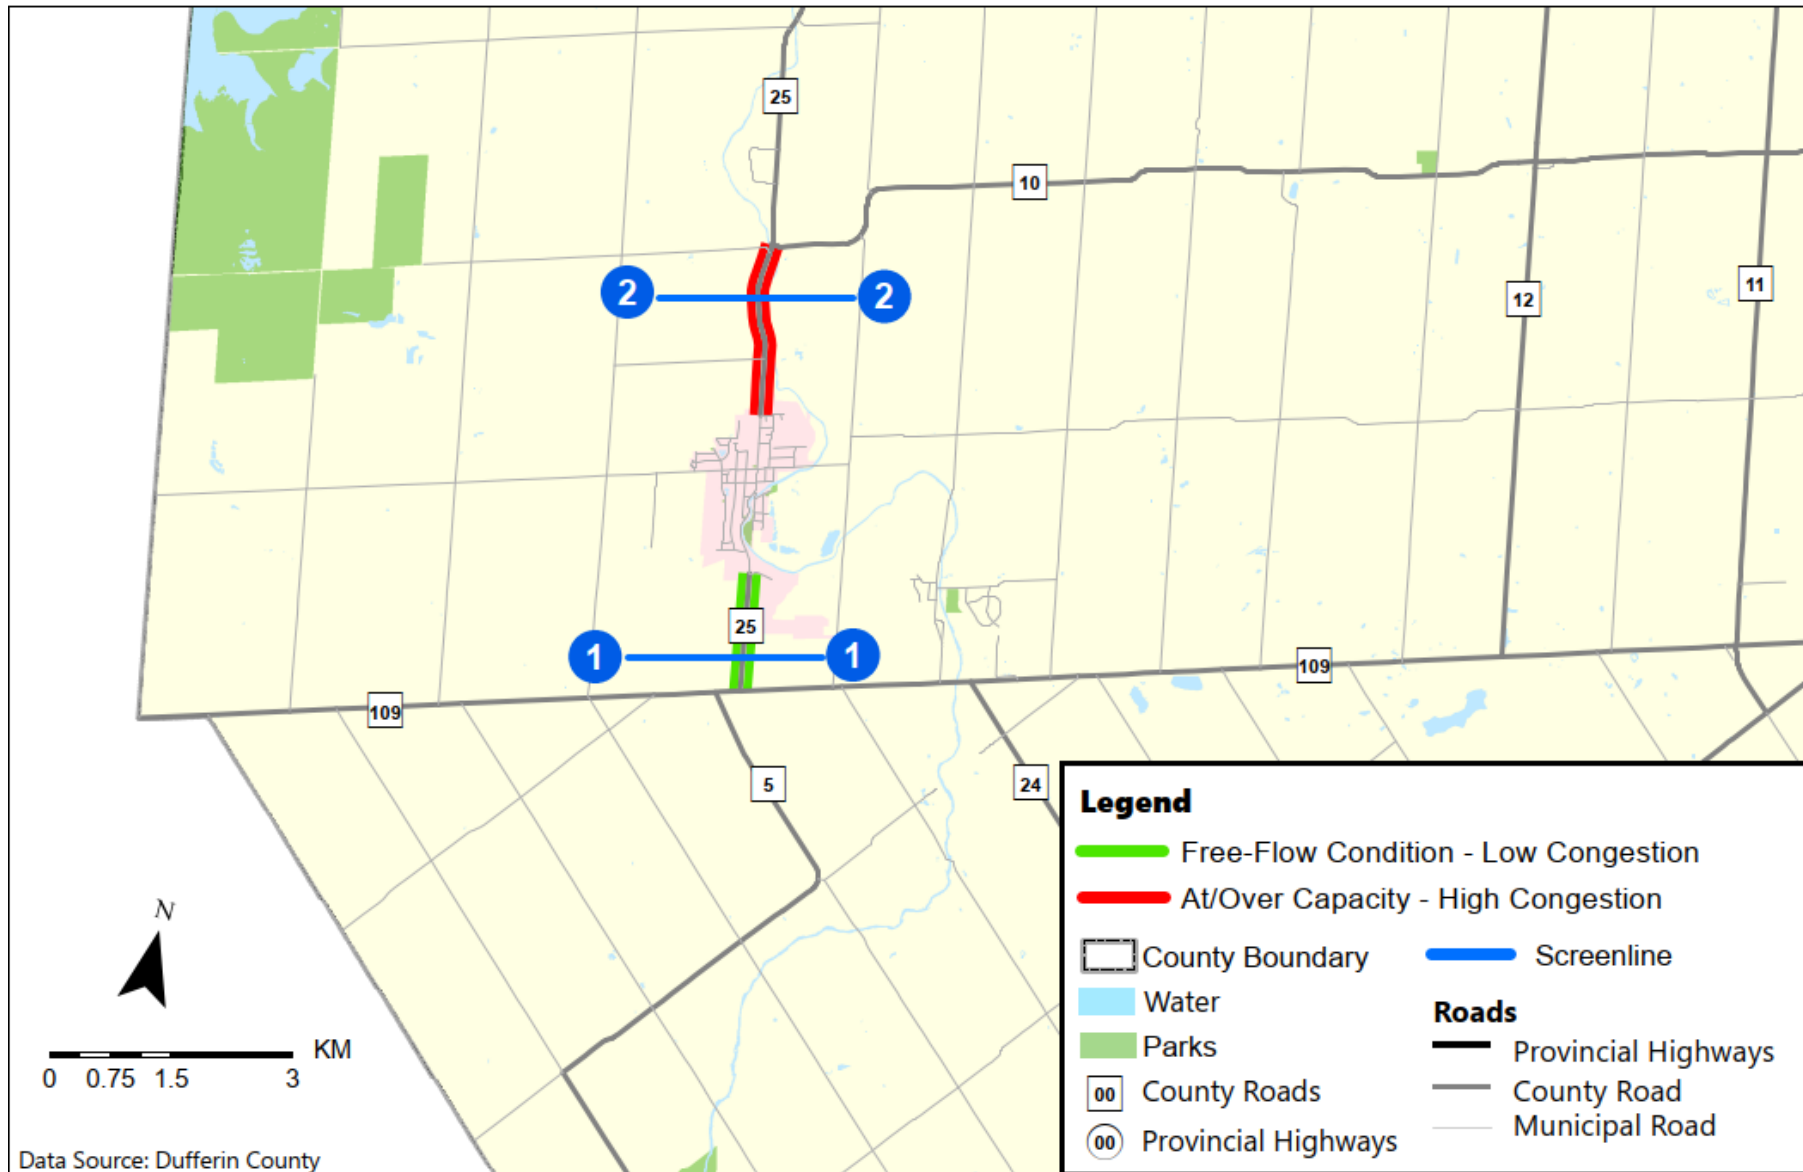 25
10
2
2
12
11
25
1
1
109
109
5
24
N
KM
0 0.75 1.5 3
Data Source: Dufferin County
Legend
Free-Flow Condition - Low Congestion
At/Over Capacity - High Congestion
County Boundary
Screenline
Water
Parks
00 County Roads
00 Provincial Highways
Roads
Provincial Highways
County Road
Municipal Road